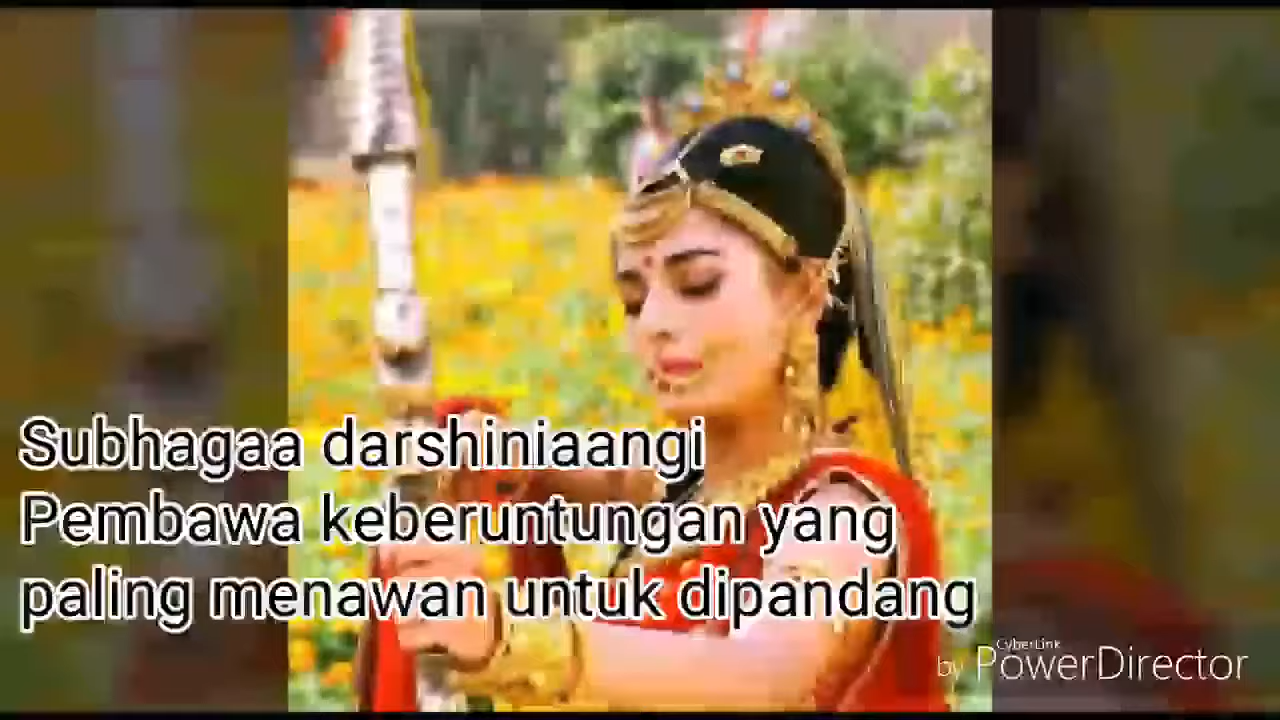 Subhagaa darshiniaangi
Pembawa keberuntungan yang
paling menawan untuk dipandang
CyberLink
by PowerDirector